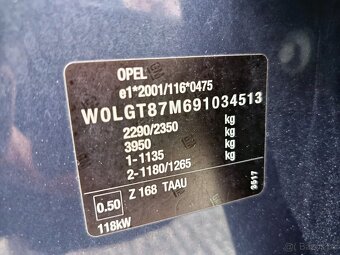 OPEL
e1*2001/116*0475
W0LGT87M691034513
2290/2350 kg
3950 kg
1-1135 kg
2-1180/1265 kg
0.50 Z 168 TAAU
118kW